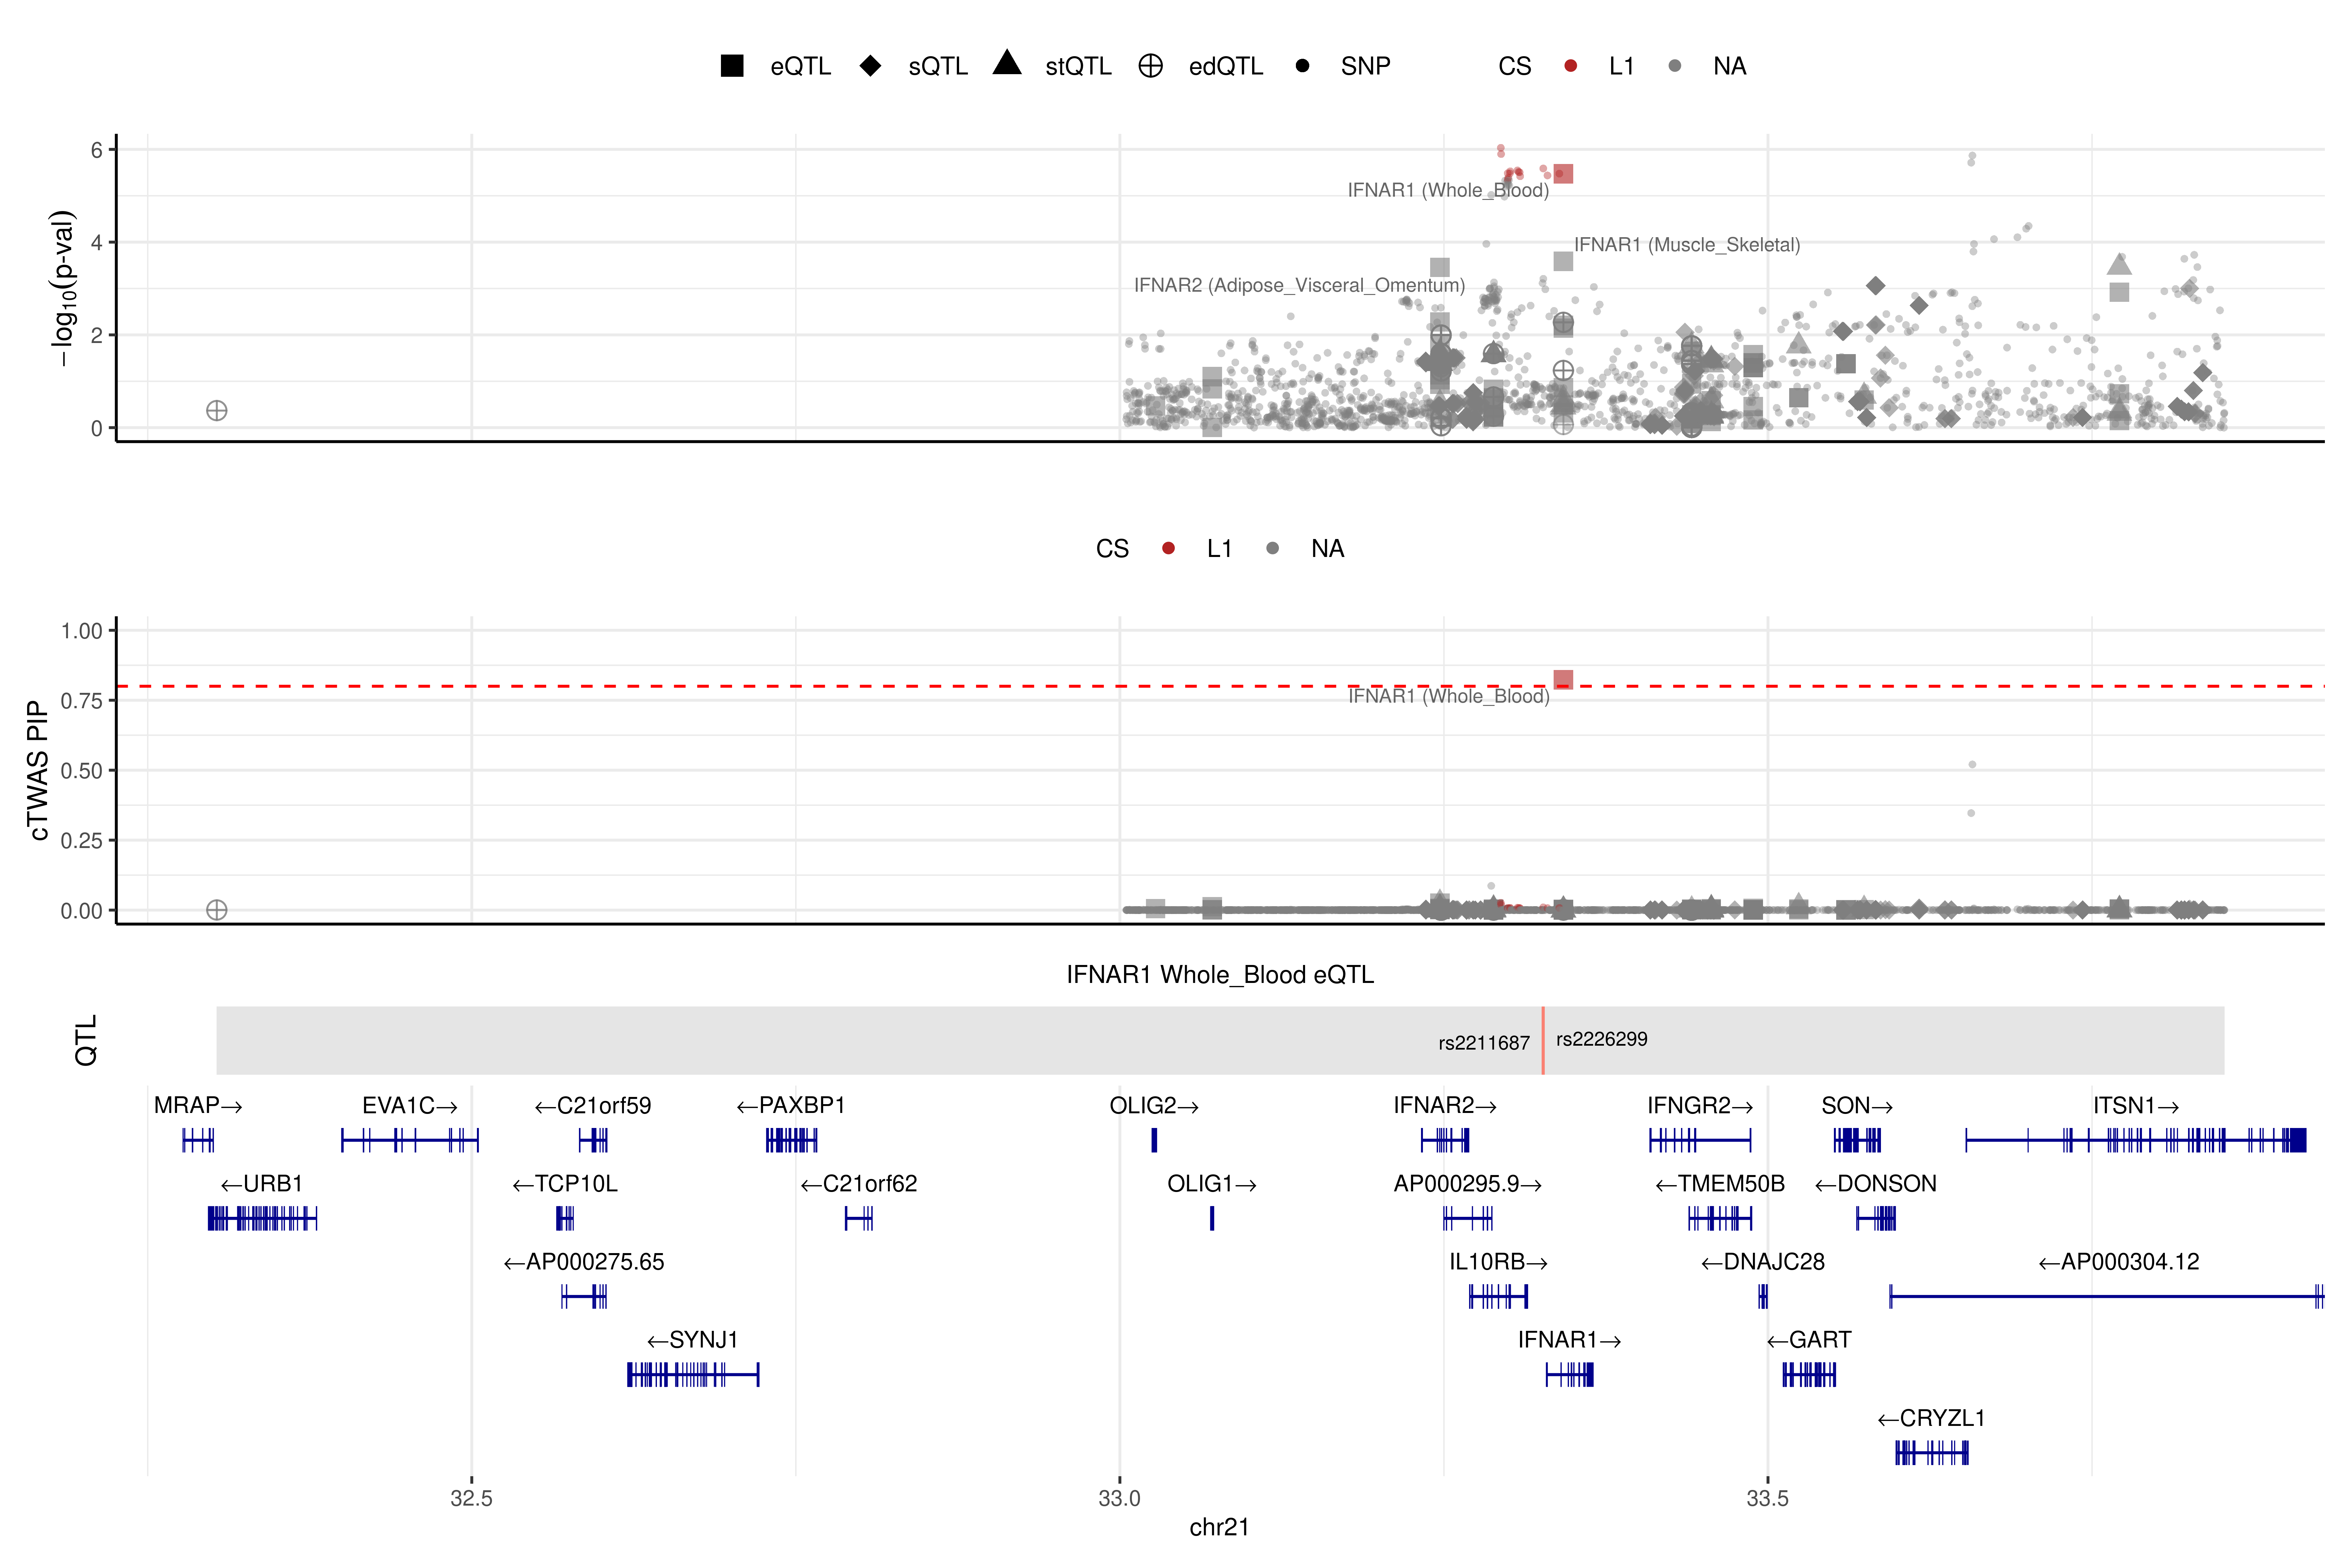 eQTL sQTL stQTL edQTL SNP CS L1 NA
−log10(p-val)
6
4
2
0
IFNAR1 (Whole_Blood)
IFNAR1 (Muscle_Skeletal)
IFNAR2 (Adipose_Visceral_Omentum)
CS L1 NA
cTWAS PIP
1.00
0.75
0.50
0.25
0.00
IFNAR1 (Whole_Blood)
IFNAR1 Whole_Blood eQTL
QTL
rs2211687 rs2226299
MRAP→ EVA1C→ ←C21orf59 ←PAXBP1 OLIG2→ IFNAR2→ IFNGR2→ SON→ ITSN1→
←URB1 ←TCP10L ←C21orf62 OLIG1→ AP000295.9→ ←TMEM50B ←DONSON
←AP000275.65 IL10RB→ ←DNAJC28 ←AP000304.12
←SYNJ1 IFNAR1→ ←GART
←CRYZL1
32.5 33.0 33.5
chr21